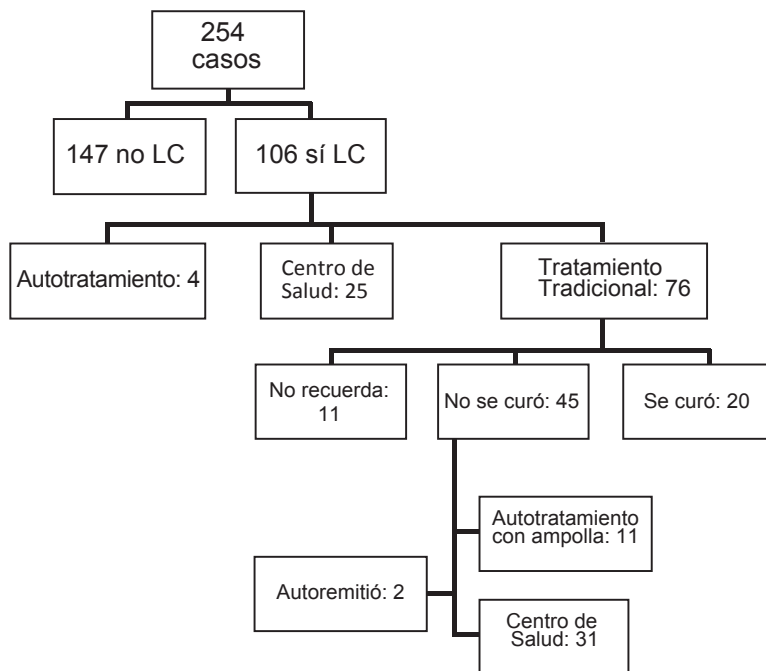 254
casos
147 no LC
106 sí LC
Autotratamiento: 4
Centro de
Salud: 25
Tratamiento
Tradicional: 76
No recuerda:
11
No se curó: 45
Se curó: 20
Autotratamiento
con ampolla: 11
Autoremitió: 2
Centro de
Salud: 31